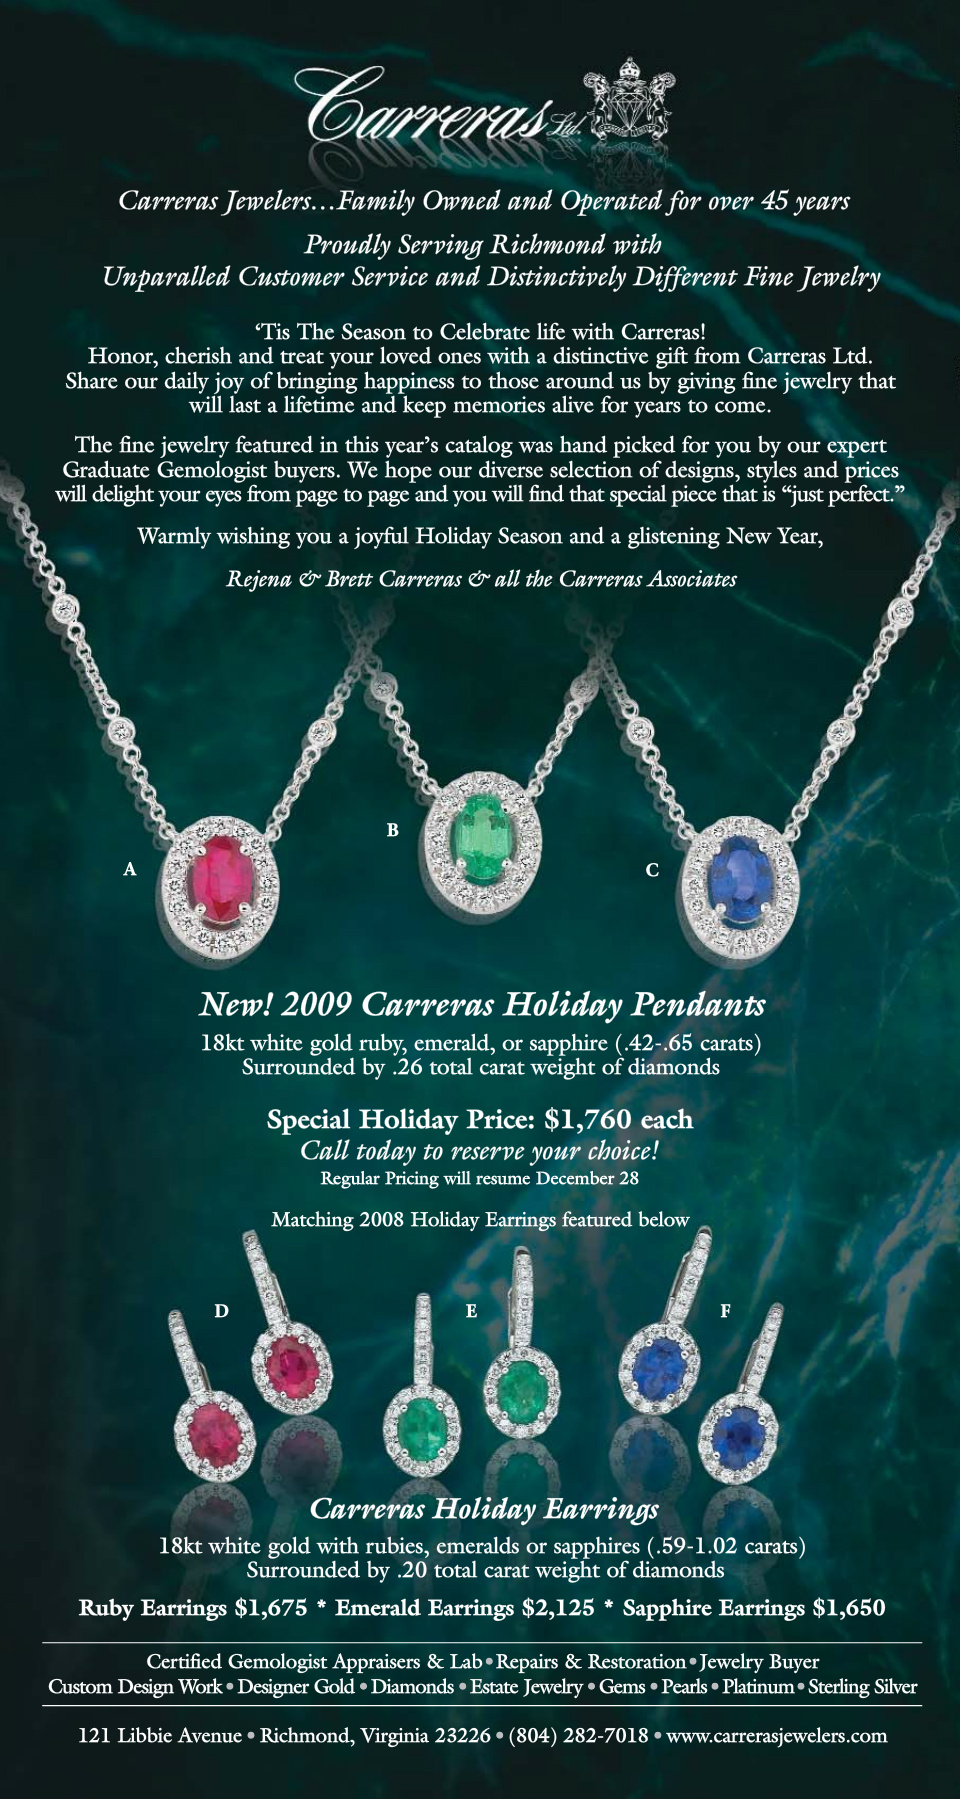 Carreras Ltd.
Carreras Jewelers...Family Owned and Operated for over 45 years
Proudly Serving Richmond with
Unparalled Customer Service and Distinctively Different Fine Jewelry
‘Tis The Season to Celebrate life with Carreras!
Honor, cherish and treat your loved ones with a distinctive gift from Carreras Ltd.
Share our daily joy of bringing happiness to those around us by giving fine jewelry that
will last a lifetime and keep memories alive for years to come.
The fine jewelry featured in this year’s catalog was hand picked for you by our expert
Graduate Gemologist buyers. We hope our diverse selection of designs, styles and prices
will delight your eyes from page to page and you will find that special piece that is “just perfect.”
Warmly wishing you a joyful Holiday Season and a glistening New Year,
Rejena & Brett Carreras & all the Carreras Associates
A
B
C
New! 2009 Carreras Holiday Pendants
18kt white gold ruby, emerald, or sapphire (.42-.65 carats)
Surrounded by .26 total carat weight of diamonds
Special Holiday Price: $1,760 each
Call today to reserve your choice!
Regular Pricing will resume December 28
Matching 2008 Holiday Earrings featured below
D
E
F
Carreras Holiday Earrings
18kt white gold with rubies, emeralds or sapphires (.59-1.02 carats)
Surrounded by .20 total carat weight of diamonds
Ruby Earrings $1,675 * Emerald Earrings $2,125 * Sapphire Earrings $1,650
Certified Gemologist Appraisers & Lab • Repairs & Restoration • Jewelry Buyer
Custom Design Work • Designer Gold • Diamonds • Estate Jewelry • Gems • Pearls • Platinum • Sterling Silver
121 Libbie Avenue • Richmond, Virginia 23226 • (804) 282-7018 • www.carrerasjewelers.com